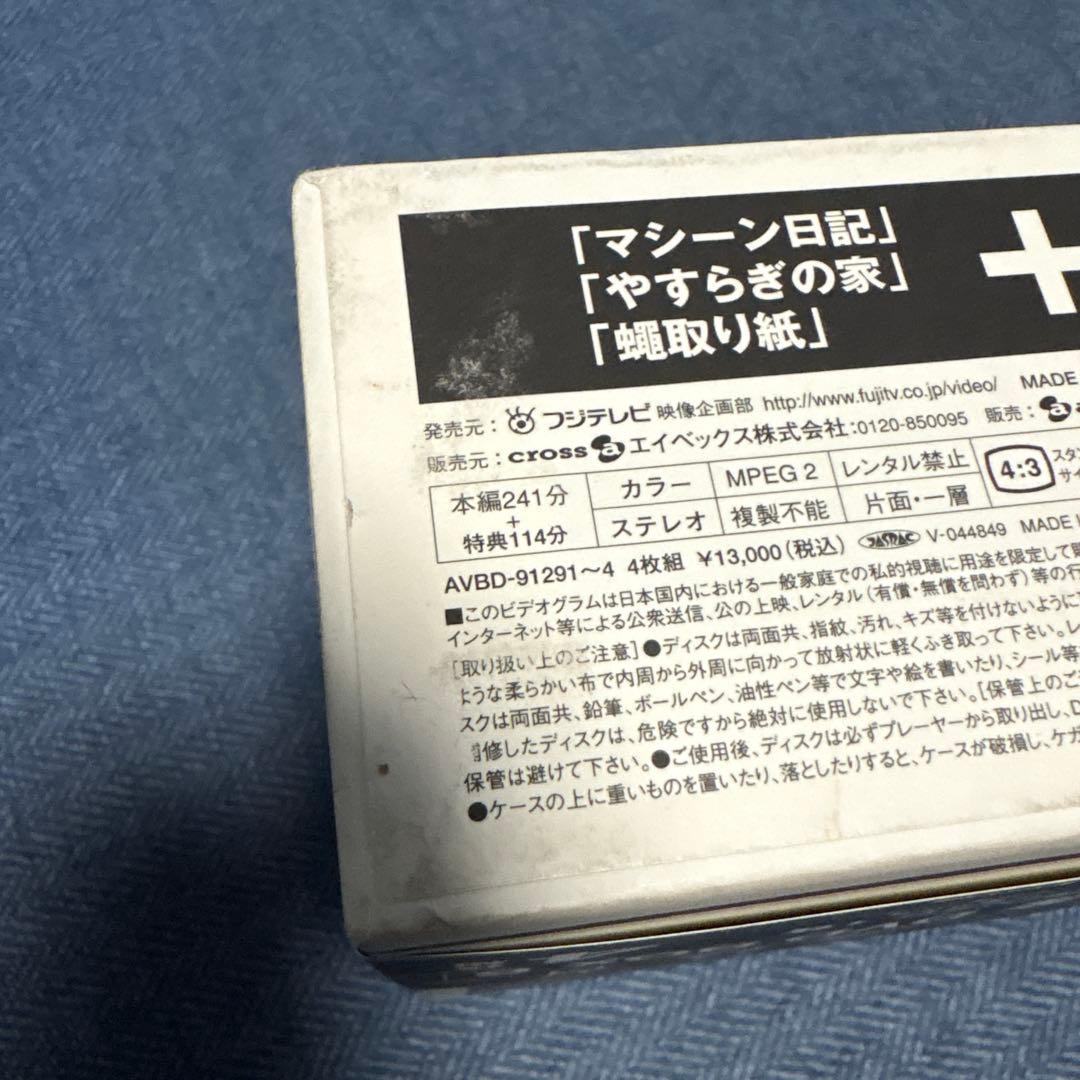 「マシーン日記」
「やすらぎの家」
「蠅取り紙」
発売元：フジテレビ 映像企画部 http://www.fujitv.co.jp/video/ MADE
販売元：cross a エイベックス株式会社：0120-850095 販売：a
本編241分
+
特典114分
カラー
MPEG 2
レンタル禁止
ステレオ
複製不能
片面・一層
4:3
スタン
サイ
AVBD-91291～4 4枚組 ¥13,000（税込） JASRAC V-044849 MADE I
■このビデオグラムは日本国内における一般家庭での私的視聴に用途を限定して販
インターネット等による公衆送信、公の上映、レンタル（有償・無償を問わず）等の行
［取り扱い上のご注意］●ディスクは両面共、指紋、汚れ、キズ等を付けないように
ような柔らかい布で内周から外周に向かって放射状に軽くふき取って下さい。レ
スクは両面共、鉛筆、ボールペン、油性ペン等で文字や絵を書いたり、シール等
修したディスクは、危険ですから絶対に使用しないで下さい。［保管上のご
保管は避けて下さい。●ご使用後、ディスクは必ずプレーヤーから取り出し、D
●ケースの上に重いものを置いたり、落としたりすると、ケースが破損し、ケガ